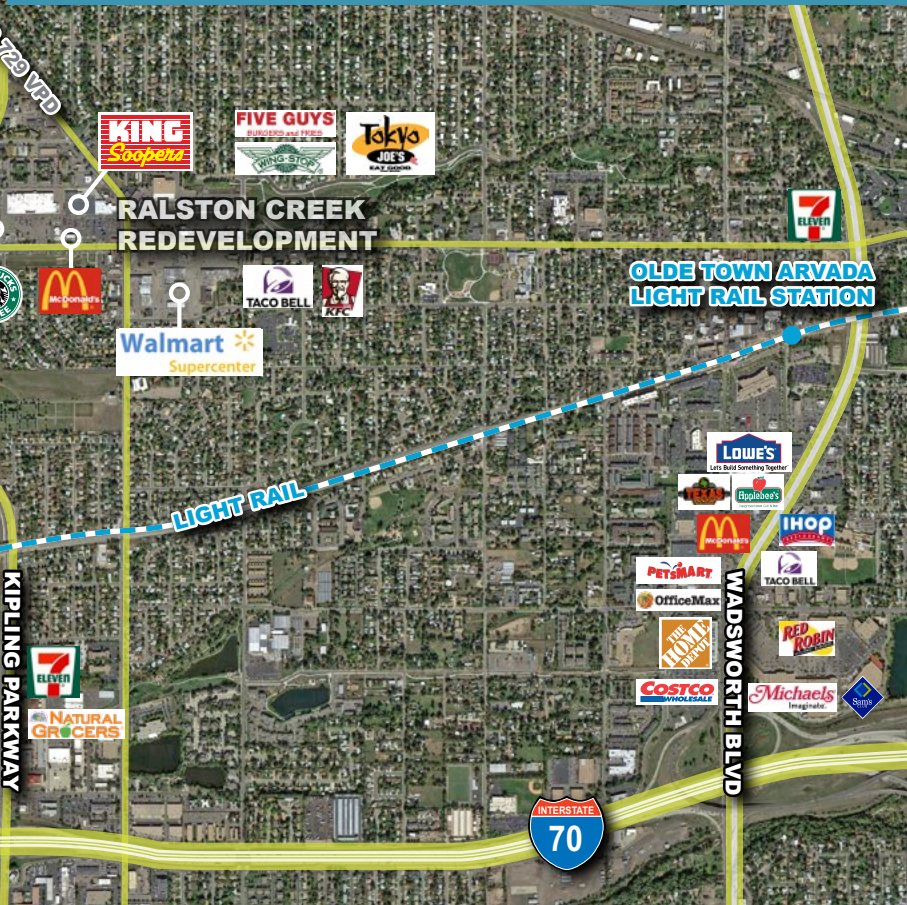 729 VPD
KING
Soopers
FIVE GUYS
BURGERS and FRIES
WING·STOP
Tokyo
JOE'S
EAT GOOD
RALSTON CREEK
REDEVELOPMENT
7
ELEVEN
McDonald's
TACO BELL
KFC
OLDE TOWN ARVADA
LIGHT RAIL STATION
Walmart
Supercenter
LIGHT RAIL
LOWE'S
Lets Build Something Together
TEXAS
Applebee's
McDonald's
IHOP
TACO BELL
PETSMART
OfficeMax
KIPLING PARKWAY
WADSWORTH BLVD
THE
HOME
DEPOT
RED
ROBIN
7
ELEVEN
COSTCO
WHOLESALE
Michaels
Imaginate.
Sam's
NATURAL
GROCERS
INTERSTATE
70